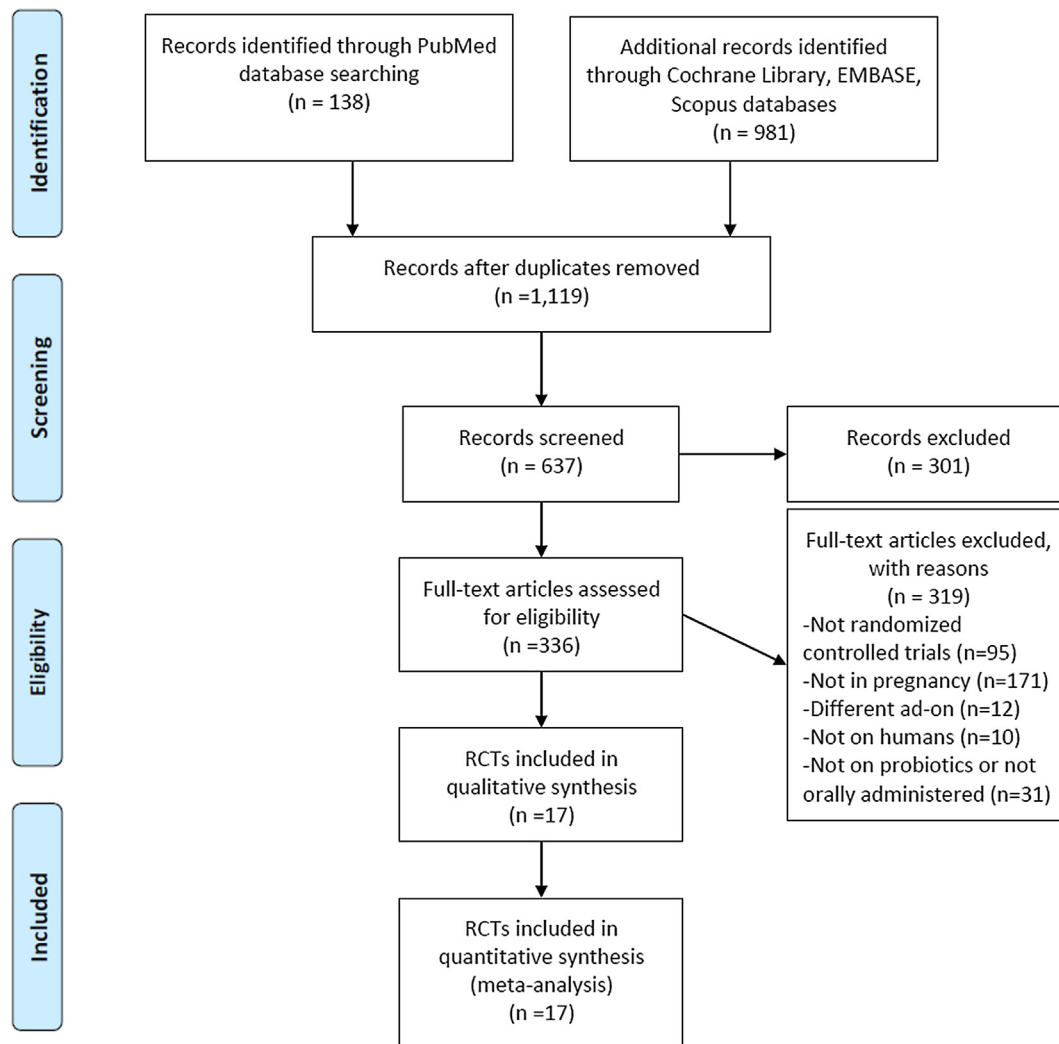 Identification
Records identified through PubMed
database searching
(n = 138)
Additional records identified
through Cochrane Library, EMBASE,
Scopus databases
(n = 981)
Records after duplicates removed
(n =1,119)
Screening
Records screened
(n = 637)
Records excluded
(n = 301)
Eligibility
Full-text articles assessed
for eligibility
(n =336)
Full-text articles excluded,
with reasons
(n = 319)
-Not randomized
controlled trials (n=95)
-Not in pregnancy (n=171)
-Different ad-on (n=12)
-Not on humans (n=10)
-Not on probiotics or not
orally administered (n=31)
RCTs included in
qualitative synthesis
(n =17)
Included
RCTs included in
quantitative synthesis
(meta-analysis)
(n =17)